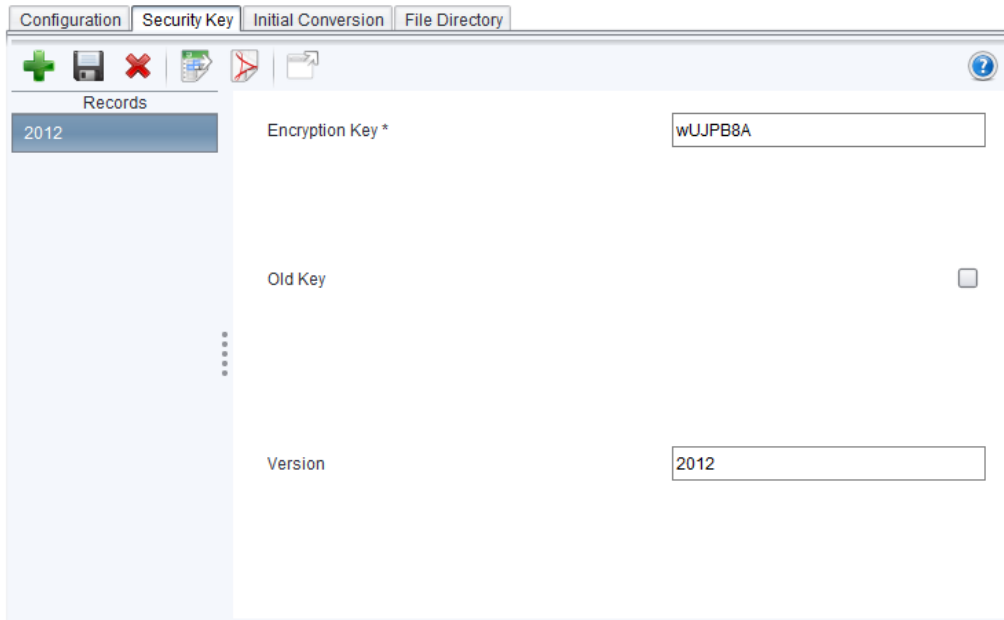 Configuration Security Key Initial Conversion File Directory
Records
2012
Encryption Key * wUJPB8A
Old Key
Version 2012